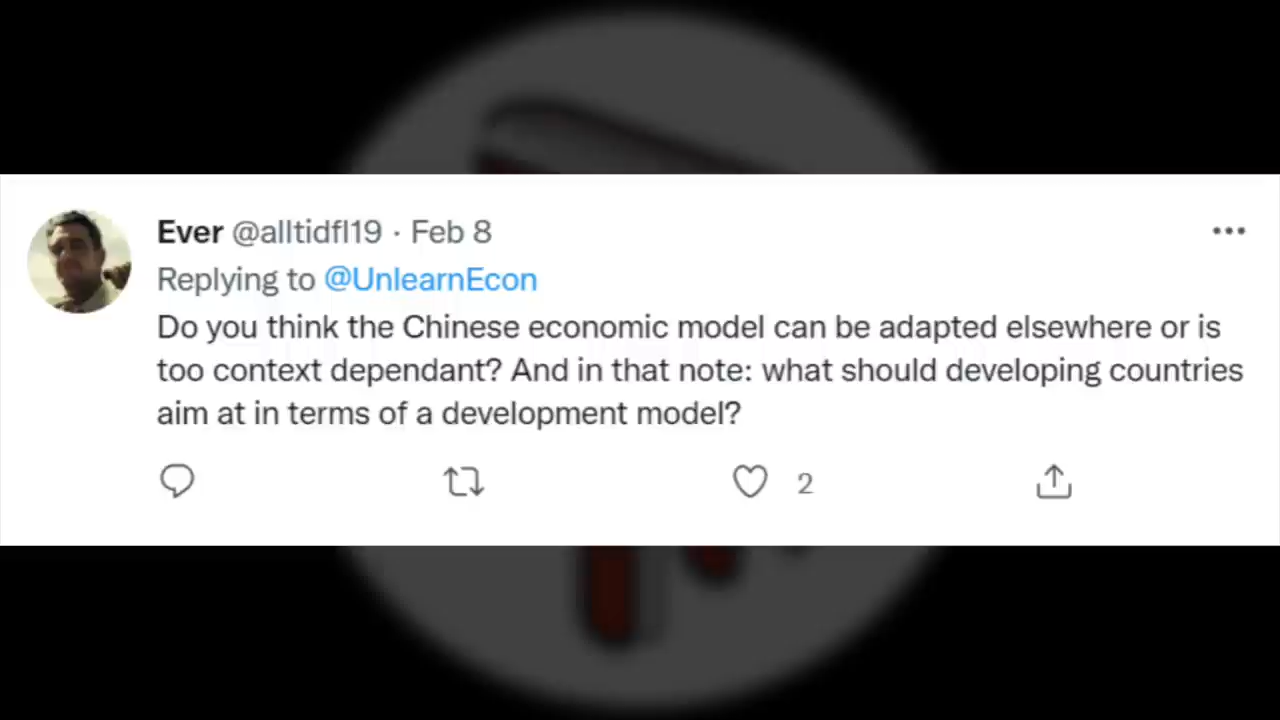 Ever @alltidfl19 · Feb 8
Replying to @UnlearnEcon
Do you think the Chinese economic model can be adapted elsewhere or is
too context dependant? And in that note: what should developing countries
aim at in terms of a development model?
2